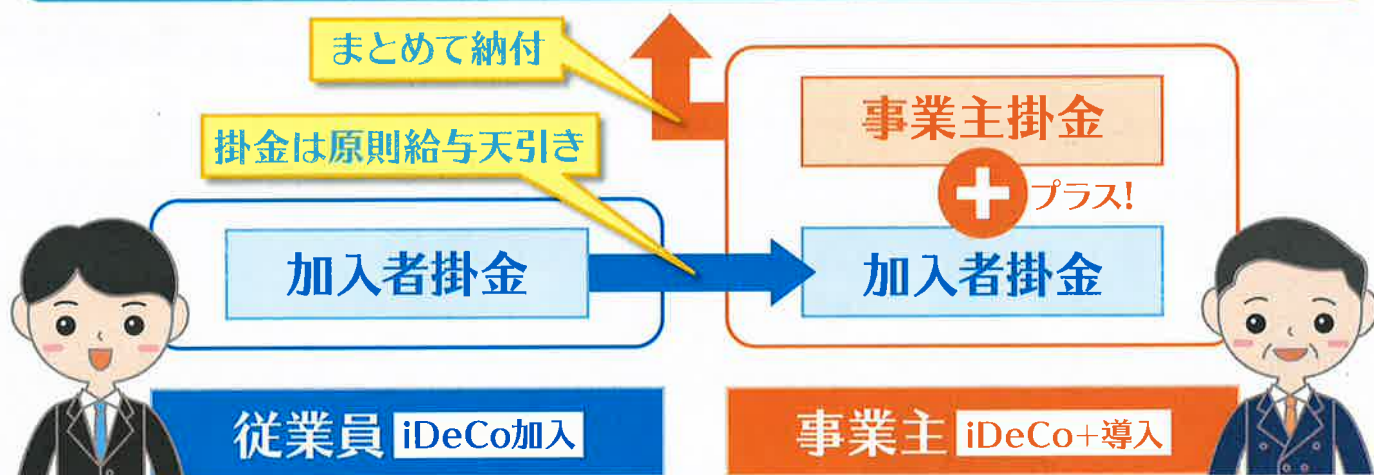 まとめて納付
掛金は原則給与天引き
事業主掛金
プラス!
加入者掛金
加入者掛金
従業員 iDeCo加入
事業主 iDeCo+導入